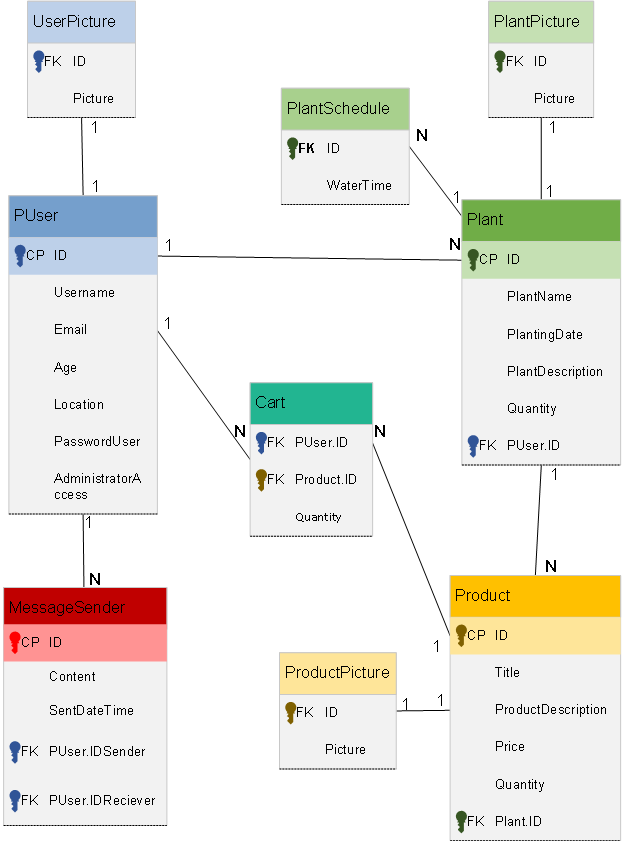 UserPicture
FK ID
Picture
1
1
PlantPicture
FK ID
Picture
1
1
PlantSchedule
FK ID
WaterTime
N
1
PUser
CP ID
Username
Email
Age
Location
PasswordUser
AdministratorA
ccess
1
N
1
N
Plant
CP ID
PlantName
PlantingDate
PlantDescription
Quantity
FK PUser.ID
1
N
Cart
FK PUser.ID
FK Product.ID
Quantity
N
1
1
N
MessageSender
CP ID
Content
SentDateTime
FK PUser.IDSender
FK PUser.IDReciever
ProductPicture
FK ID
Picture
1
1
Product
CP ID
Title
ProductDescription
Price
Quantity
FK Plant.ID